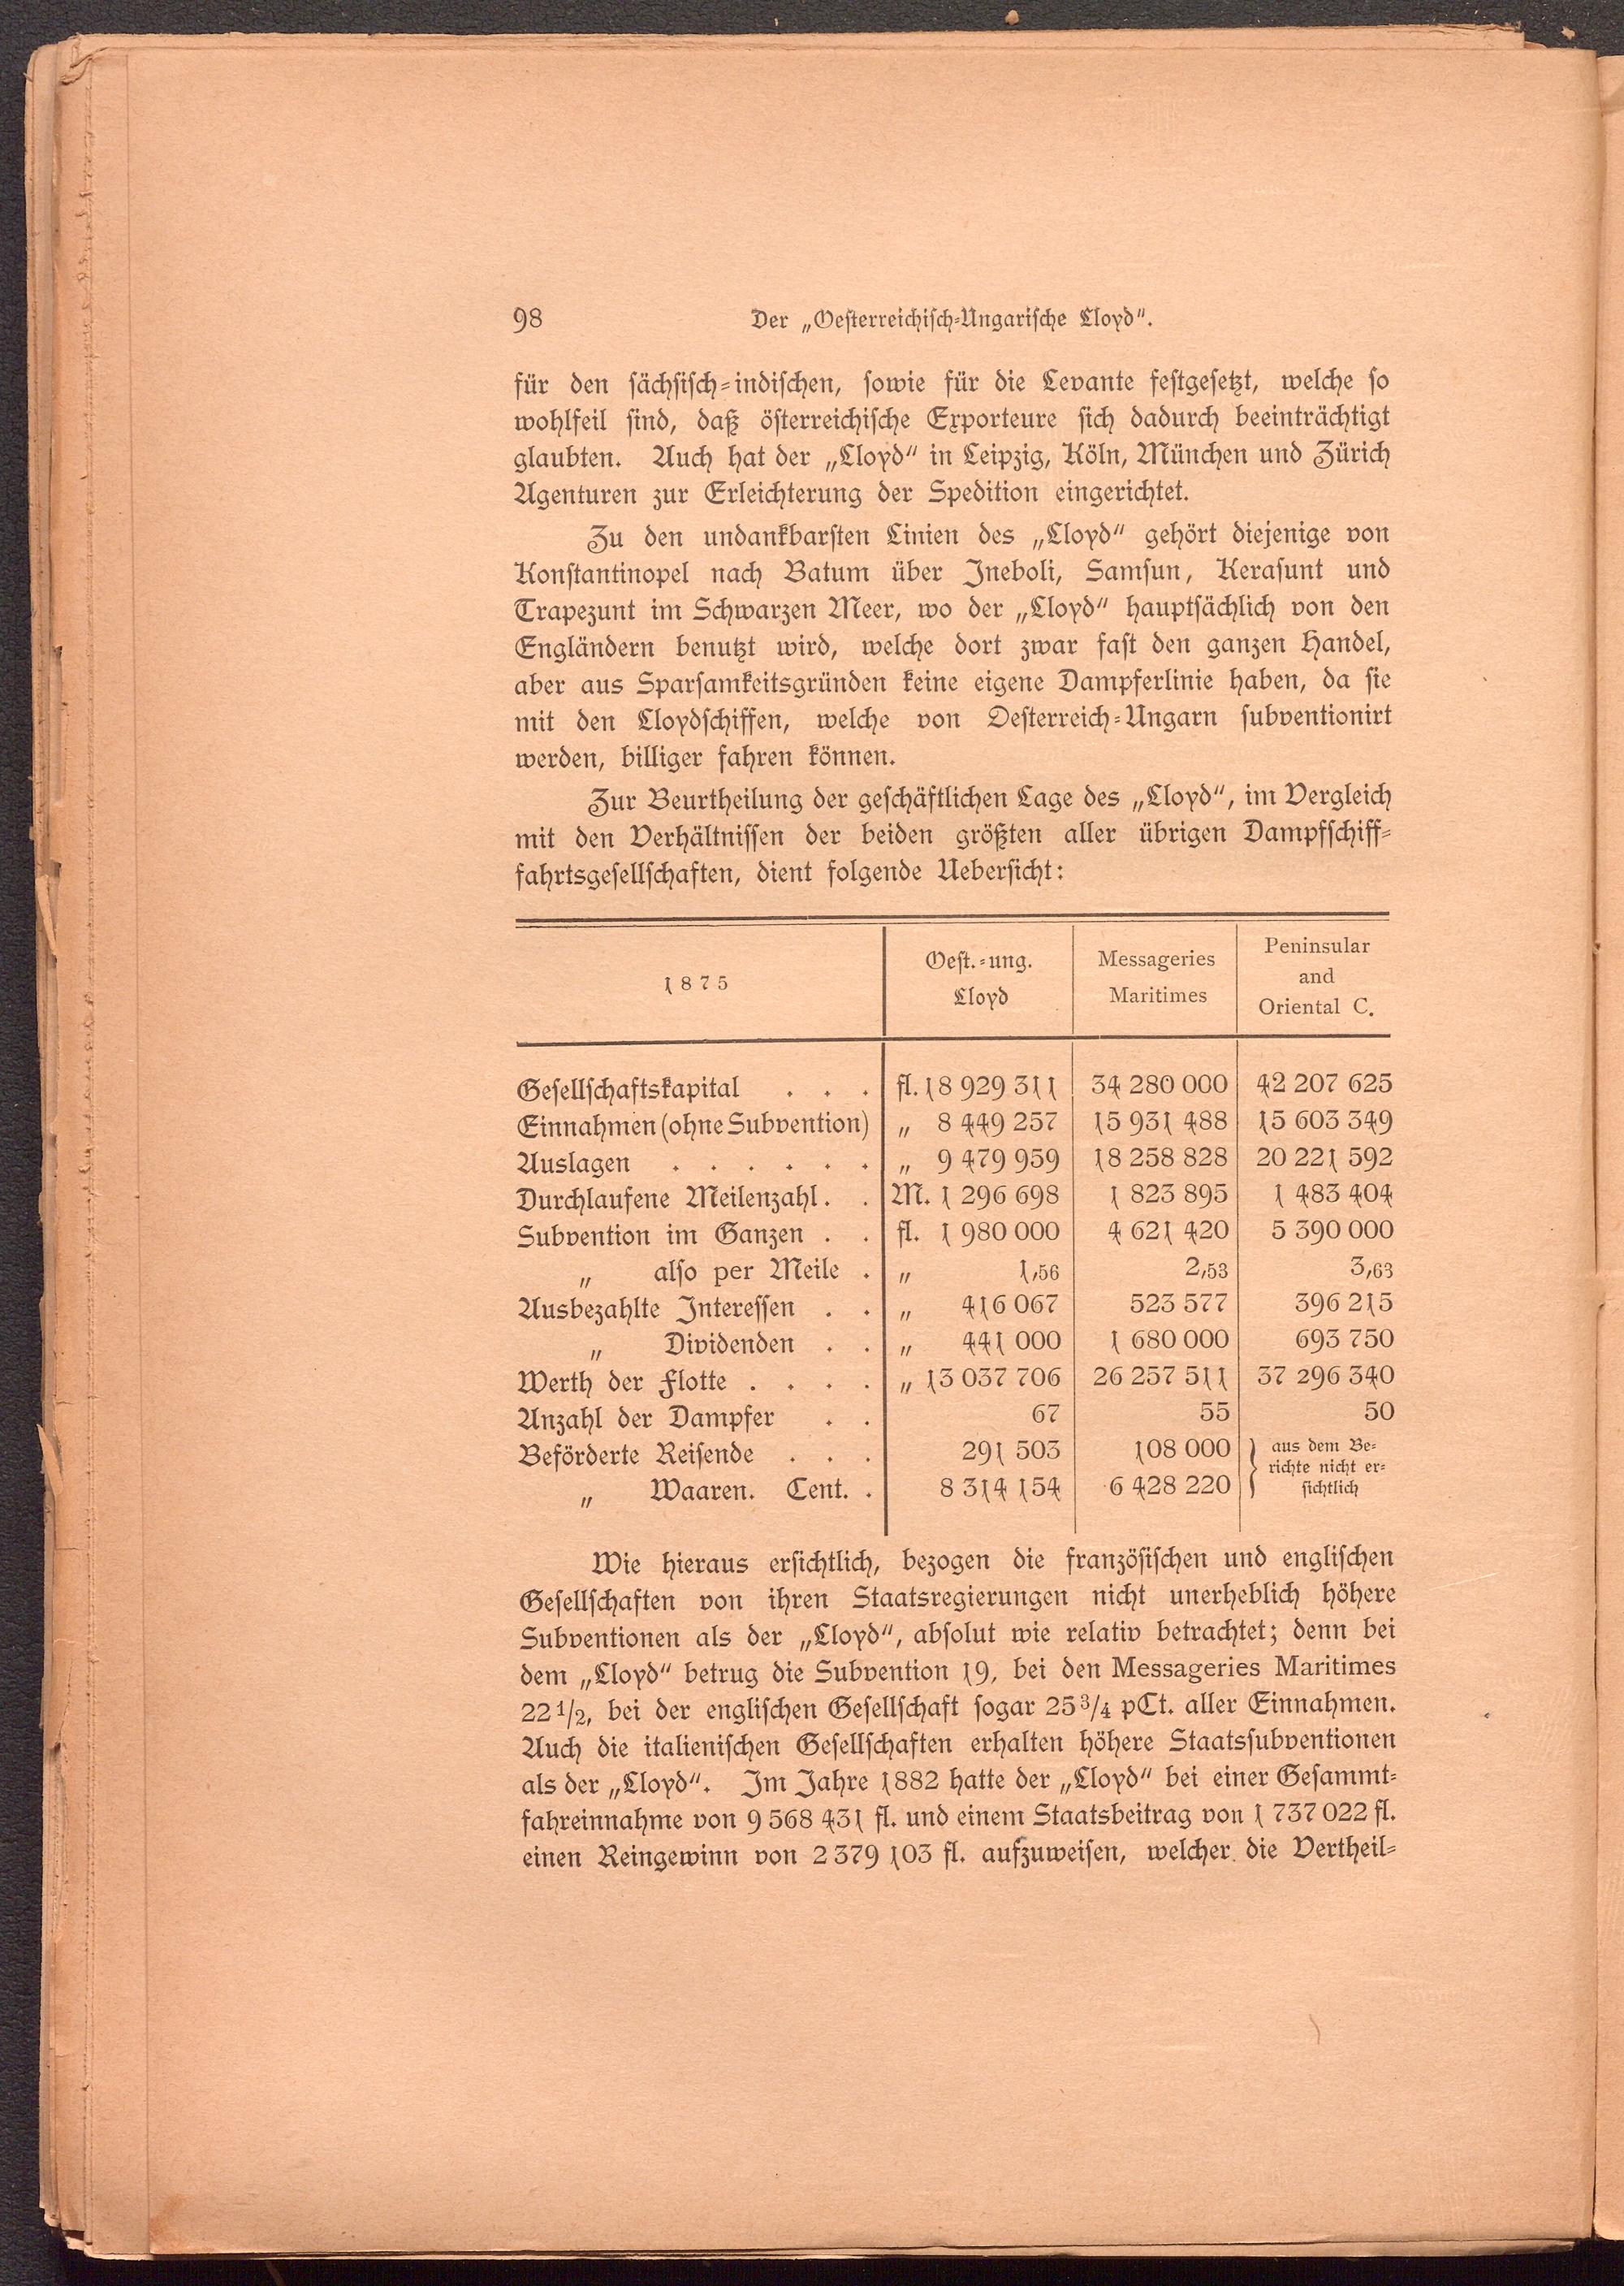 98 Der „Oesterreichisch-Ungarische Lloyd".
für den sächsisch-indischen, sowie für die Levante festgesetzt, welche so
wohlfeil sind, daß österreichische Exporteure sich dadurch beeinträchtigt
glaubten. Auch hat der „Lloyd" in Leipzig, Köln, München und Zürich
Agenturen zur Erleichterung der Spedition eingerichtet.
Zu den undankbarsten Linien des „Lloyd" gehört diejenige von
Konstantinopel nach Batum über Ineboli, Samsun, Kerasunt und
Trapezunt im Schwarzen Meer, wo der „Lloyd" hauptsächlich von den
Engländern benutzt wird, welche dort zwar fast den ganzen Handel,
aber aus Sparsamkeitsgründen keine eigene Dampferlinie haben, da sie
mit den Lloydschiffen, welche von Oesterreich-Ungarn subventionirt
werden, billiger fahren können.
Zur Beurtheilung der geschäftlichen Lage des „Lloyd", im Vergleich
mit den Verhältnissen der beiden größten aller übrigen Dampfschiff-
fahrtsgesellschaften, dient folgende Uebersicht:
1875 Oest.-ung. Lloyd Messageries Maritimes Peninsular and Oriental C.
Gesellschaftskapital . . . fl. 18 929 311 34 280 000 42 207 625
Einnahmen (ohne Subvention) „ 8 449 257 15 931 488 15 603 349
Auslagen . . . . . . „ 9 479 959 18 258 828 20 221 592
Durchlaufene Meilenzahl. . M. 1 296 698 1 823 895 1 483 404
Subvention im Ganzen . . fl. 1 980 000 4 621 420 5 390 000
„ also per Meile . „ 1,56 2,53 3,63
Ausbezahlte Interessen . . „ 416 067 523 577 396 215
„ Dividenden . . „ 441 000 1 680 000 693 750
Werth der Flotte . . . . „ 13 037 706 26 257 511 37 296 340
Anzahl der Dampfer . . 67 55 50
Beförderte Reisende . . . 291 503 108 000 aus dem Be-
richte nicht er-
„ Waaren. Cent. . 8 314 154 6 428 220 sichtlich
Wie hieraus ersichtlich, bezogen die französischen und englischen
Gesellschaften von ihren Staatsregierungen nicht unerheblich höhere
Subventionen als der „Lloyd", absolut wie relativ betrachtet; denn bei
dem „Lloyd" betrug die Subvention 19, bei den Messageries Maritimes
22 1/2, bei der englischen Gesellschaft sogar 25 3/4 pCt. aller Einnahmen.
Auch die italienischen Gesellschaften erhalten höhere Staatssubventionen
als der „Lloyd". Im Jahre 1882 hatte der „Lloyd" bei einer Gesammt-
fahreinnahme von 9 568 431 fl. und einem Staatsbeitrag von 1 737 022 fl.
einen Reingewinn von 2 379 103 fl. aufzuweisen, welcher die Vertheil-